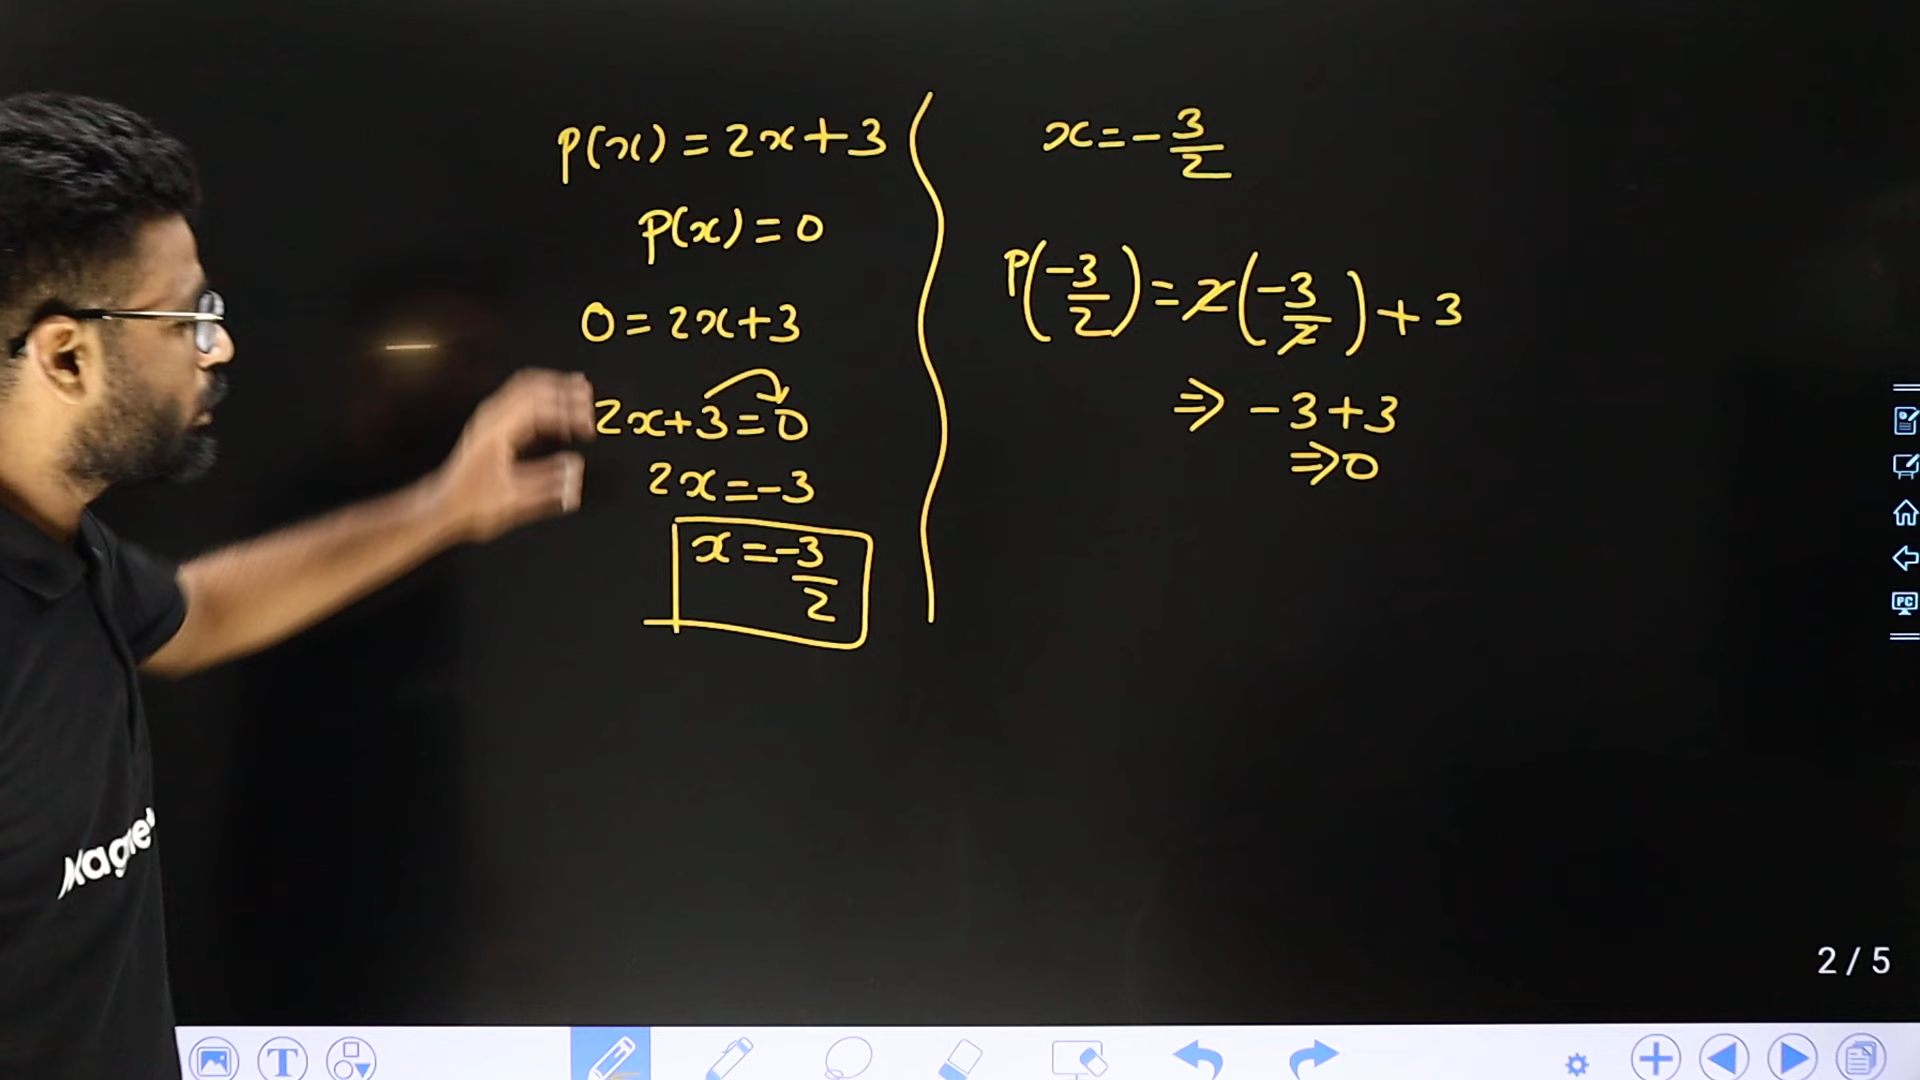 p(x) = 2x+3
p(x) = 0
0 = 2x+3
2x+3=0
2x=-3
x=-3/2
x=-3/2
P(-3/2) = 2(-3/2)+3
⇒ -3+3
⇒0
2 / 5
T
PC